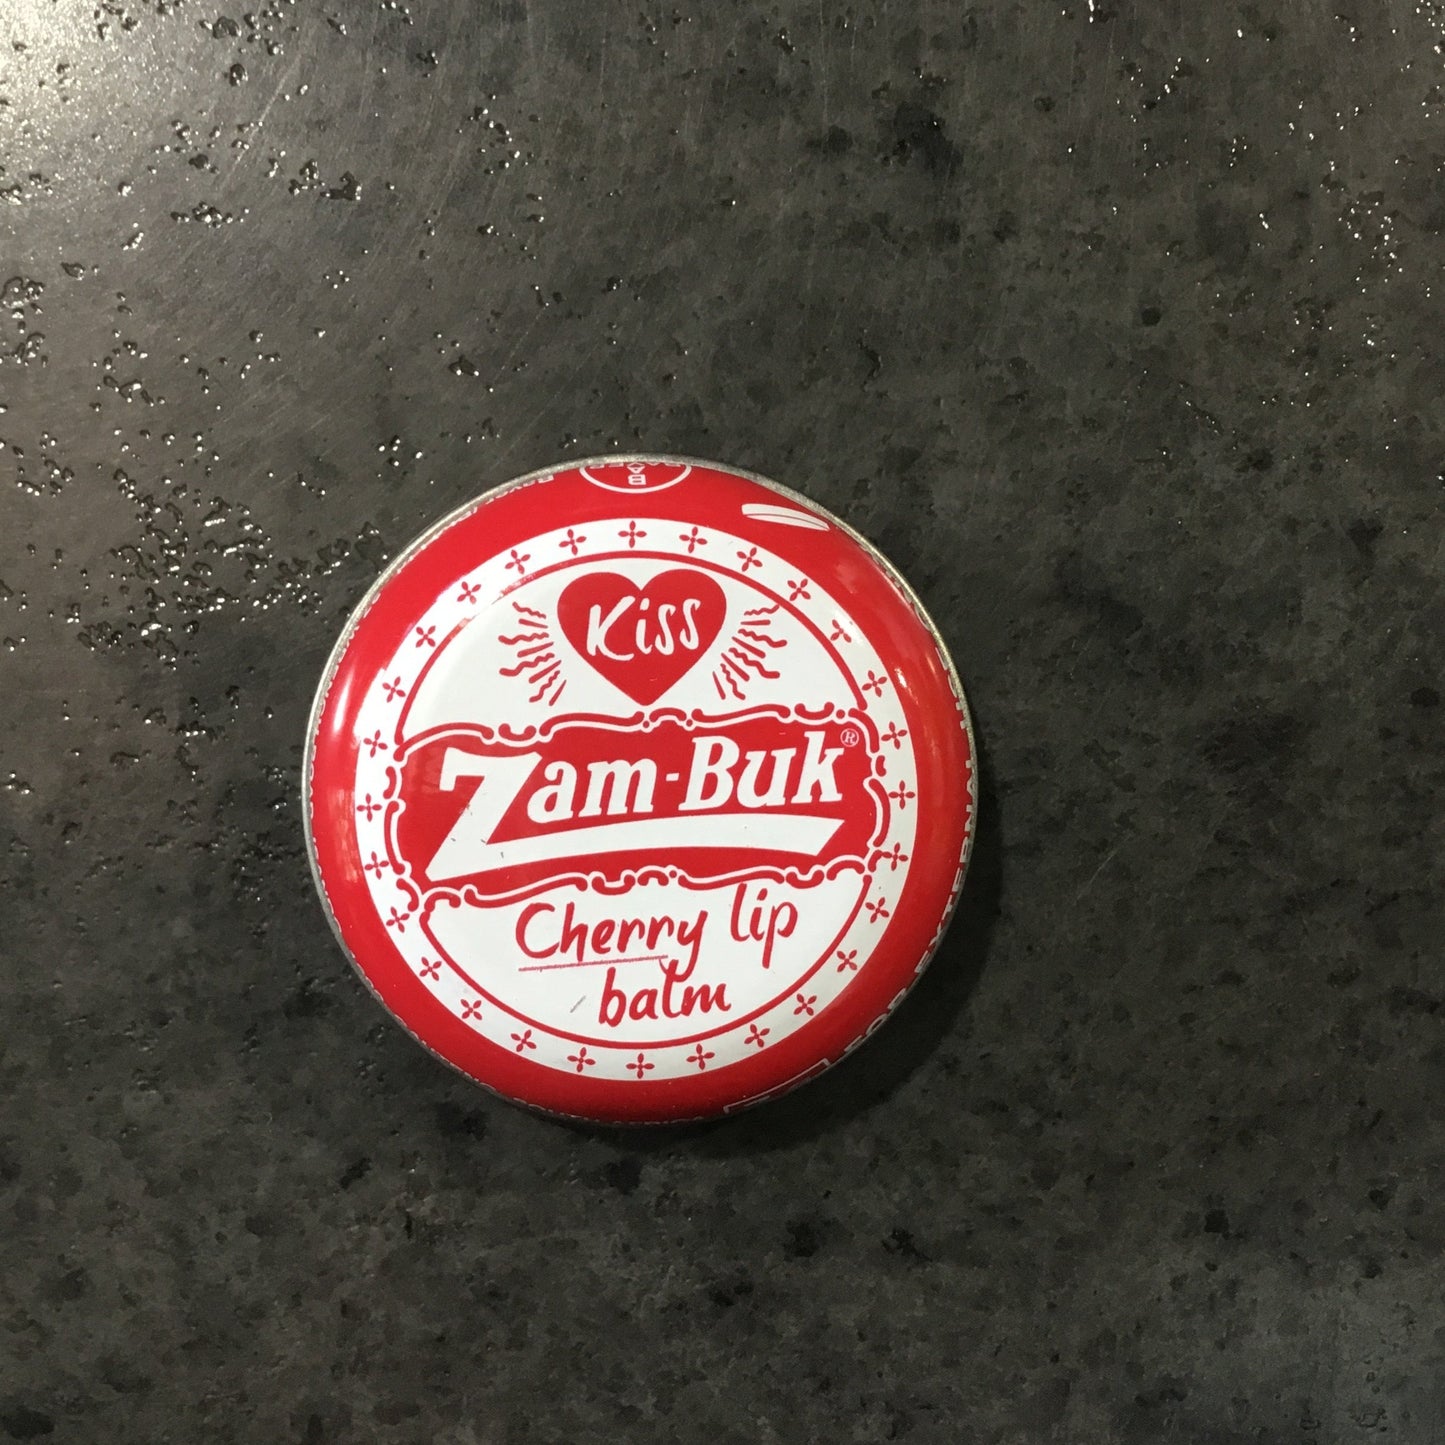 Kiss
Zam-Buk®
Cherry lip
balm